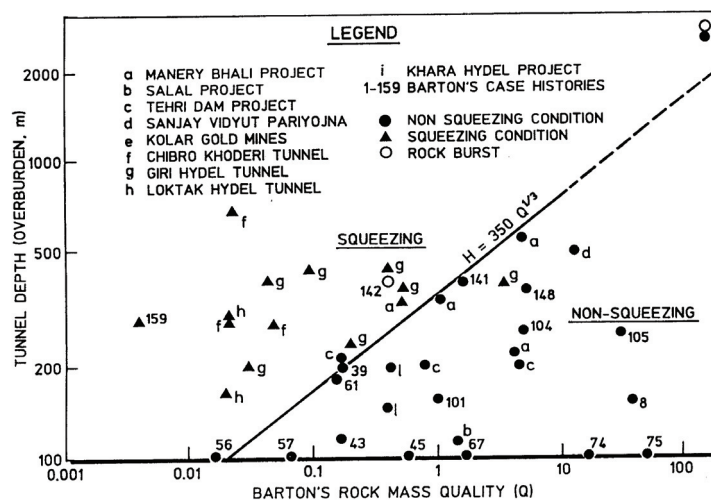 LEGEND
a MANERY BHALI PROJECT
b SALAL PROJECT
c TEHRI DAM PROJECT
d SANJAY VIDYUT PARIYOJNA
e KOLAR GOLD MINES
f CHIBRO KHODERI TUNNEL
g GIRI HYDEL TUNNEL
h LOKTAK HYDEL TUNNEL
i KHARA HYDEL PROJECT
1-159 BARTON'S CASE HISTORIES
NON SQUEEZING CONDITION
SQUEEZING CONDITION
ROCK BURST
TUNNEL DEPTH (OVERBURDEN, m)
2000
1000
500
200
100
SQUEEZING
H = 350 Q^1/3
NON-SQUEEZING
f
a
d
g
g
g
142
g
a
141
a
g
148
159
h
f
f
g
104
a
105
c
39
61
l
c
c
g
h
l
101
8
56
57
43
45
b
67
74
75
0.001
0.01
0.1
1
10
100
BARTON'S ROCK MASS QUALITY (Q)